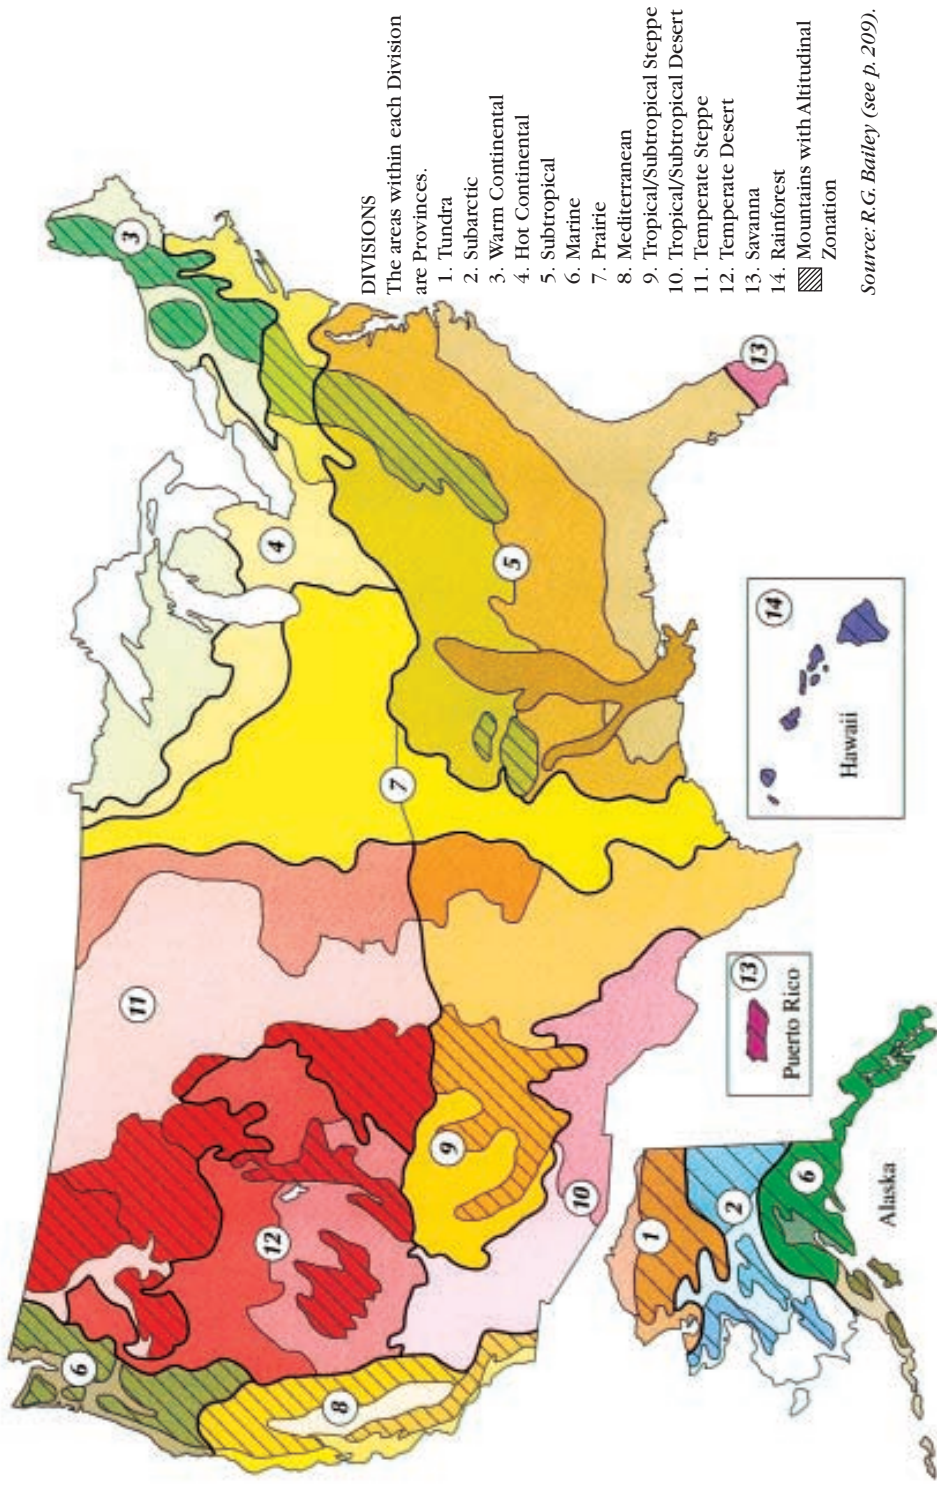 3
4
5
6
7
8
9
10
11
12
13
13
Puerto Rico
14
Hawaii
1
2
6
Alaska
DIVISIONS
The areas within each Division
are Provinces.
1. Tundra
2. Subarctic
3. Warm Continental
4. Hot Continental
5. Subtropical
6. Marine
7. Prairie
8. Mediterranean
9. Tropical/Subtropical Steppe
10. Tropical/Subtropical Desert
11. Temperate Steppe
12. Temperate Desert
13. Savanna
14. Rainforest
Mountains with Altitudinal
Zonation
Source: R.G. Bailey (see p. 209).